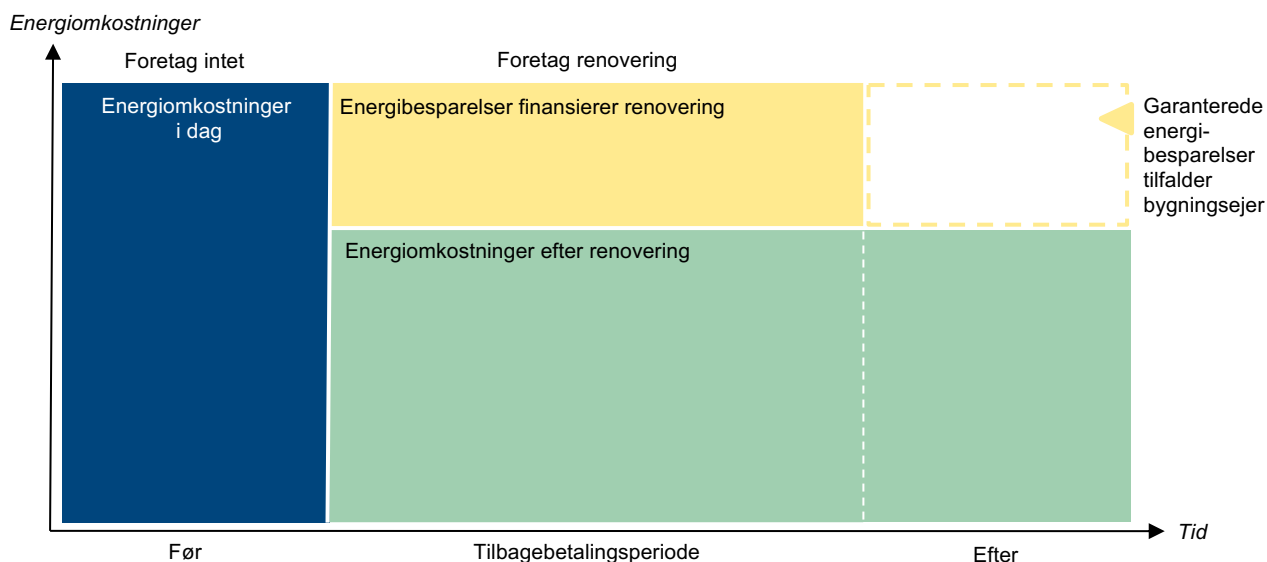 Energiomkostninger
Foretag intet
Foretag renovering
Energiomkostninger
i dag
Energibesparelser finansierer renovering
Garanterede
energi-
besparelser
tilfalder
bygningsejer
Energiomkostninger efter renovering
Tid
Før
Tilbagebetalingsperiode
Efter